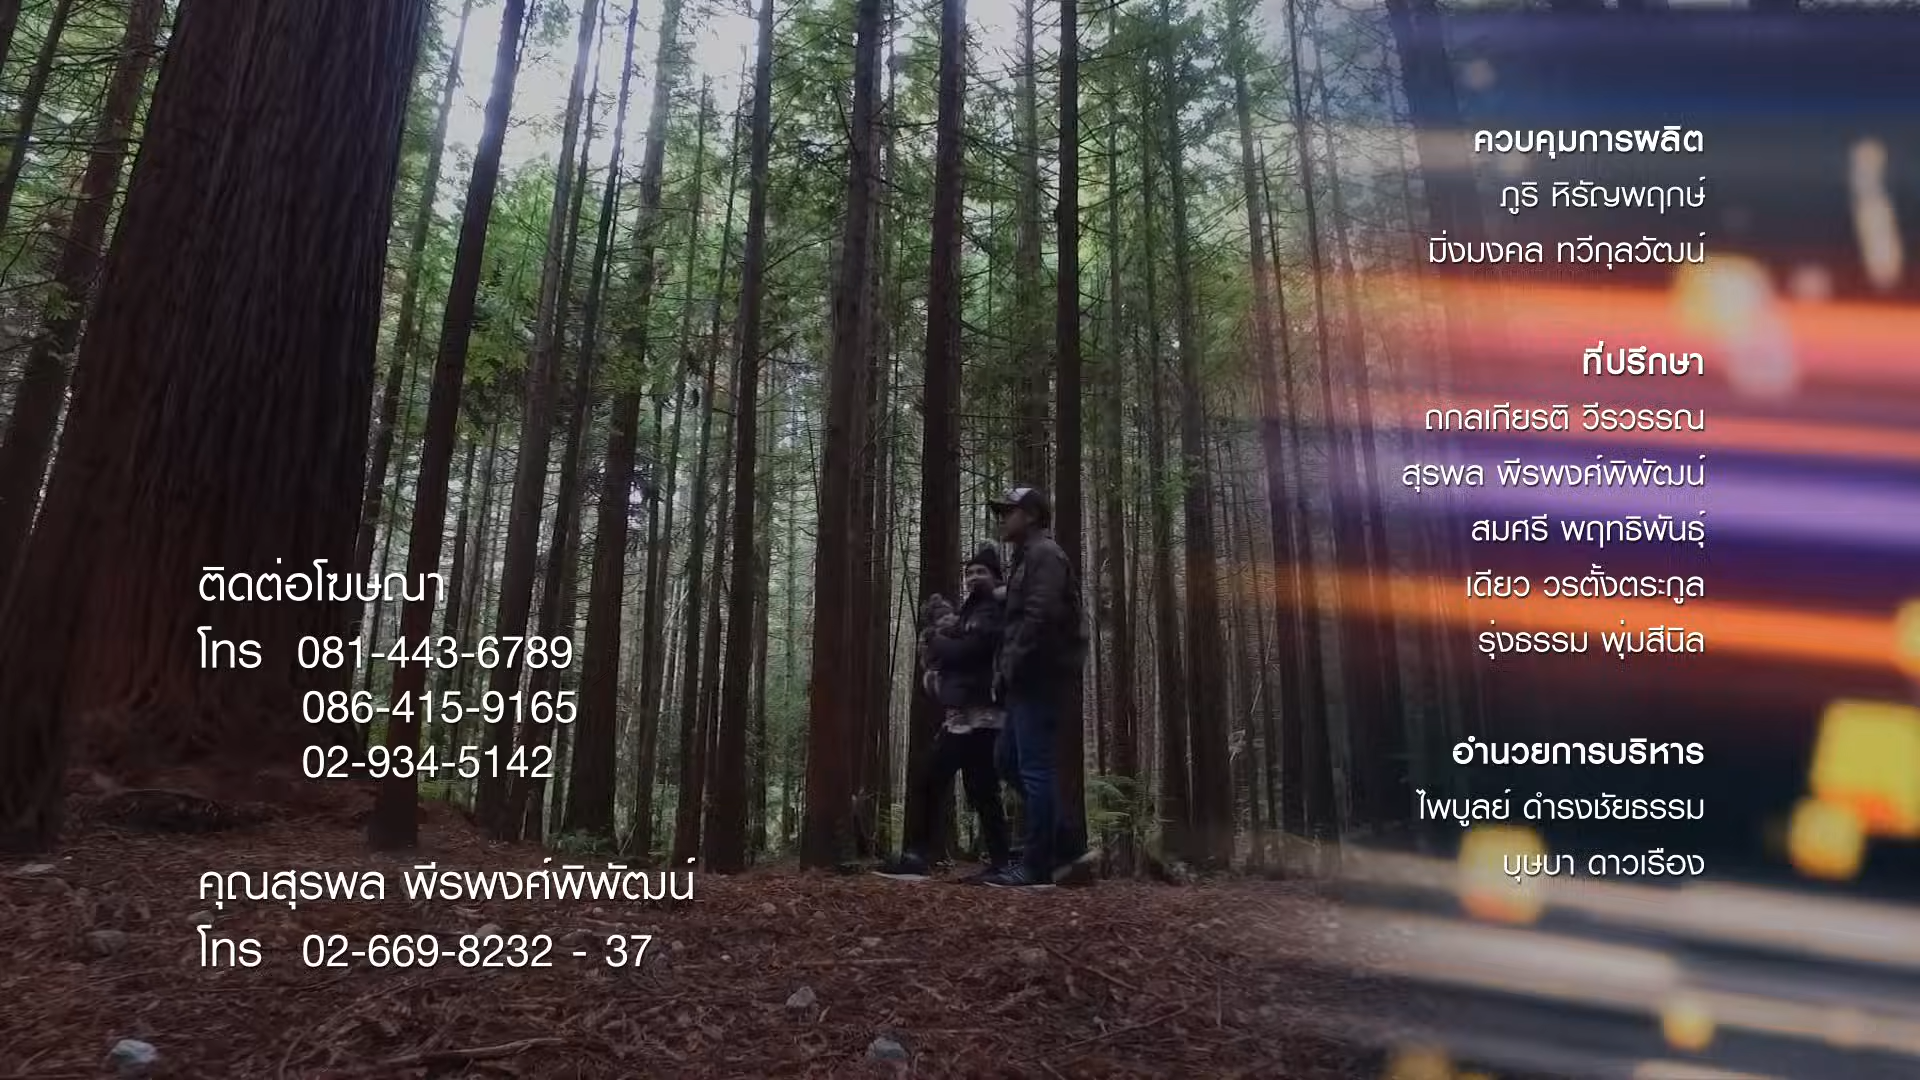 ควบคุมการผลิต
ภูริ หิรัญพฤกษ์
มิ่งมงคล ทวีกุลวัฒน์
ที่ปรึกษา
ถกลเกียรติ วีรวรรณ
สุรพล พีรพงศ์พิพัฒน์
สมศรี พฤทธิพันธุ์
เดียว วรตั้งตระกูล
รุ่งธรรม พุ่มสีนิล
อำนวยการบริหาร
ไพบูลย์ ดำรงชัยธรรม
บุษบา ดาวเรือง
ติดต่อโฆษณา
โทร 081-443-6789
086-415-9165
02-934-5142
คุณสุรพล พีรพงศ์พิพัฒน์
โทร 02-669-8232 - 37